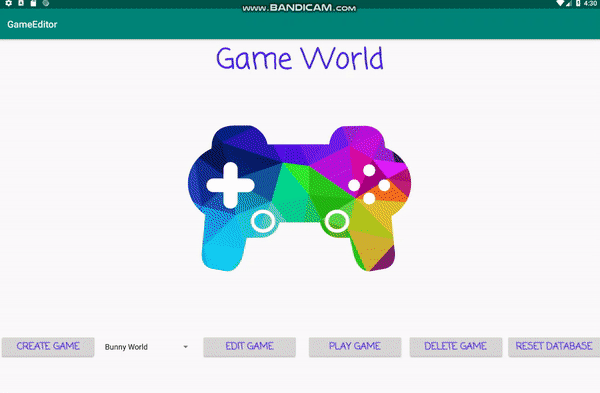 www.BANDICAM.com
4:30
GameEditor
Game World
CREATE GAME
Bunny World
EDIT GAME
PLAY GAME
DELETE GAME
RESET DATABASE